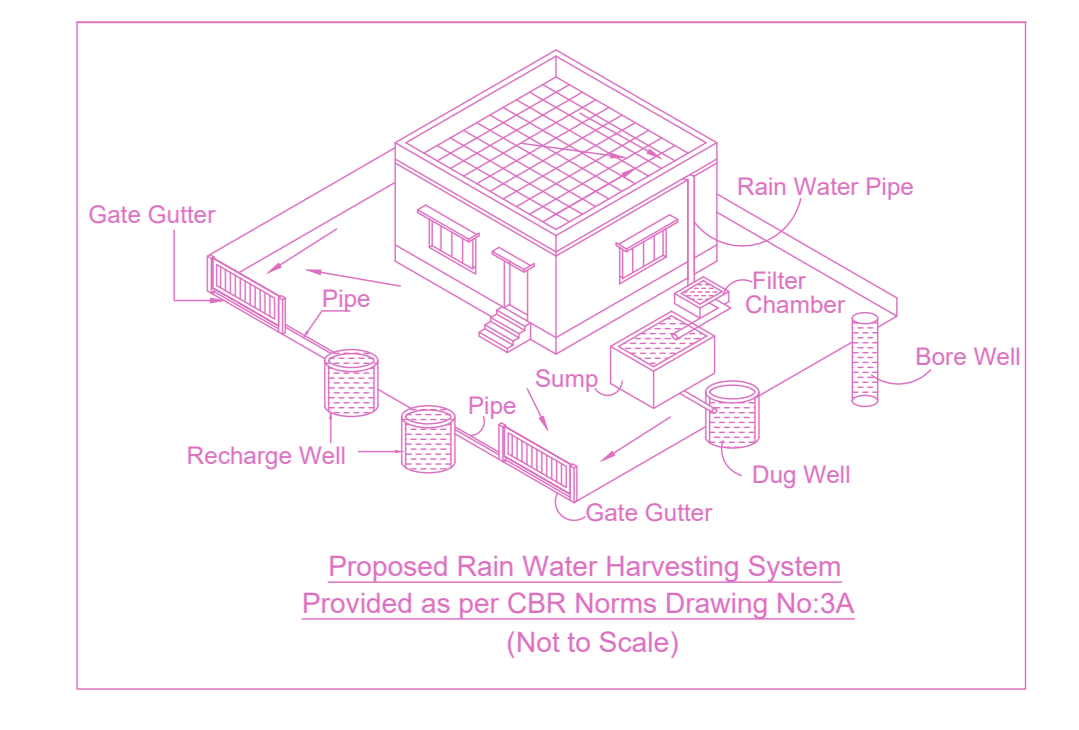 Rain Water Pipe
Gate Gutter
Filter
Chamber
Pipe
Bore Well
Sump
Pipe
Recharge Well
Dug Well
Gate Gutter
Proposed Rain Water Harvesting System
Provided as per CBR Norms Drawing No:3A
(Not to Scale)